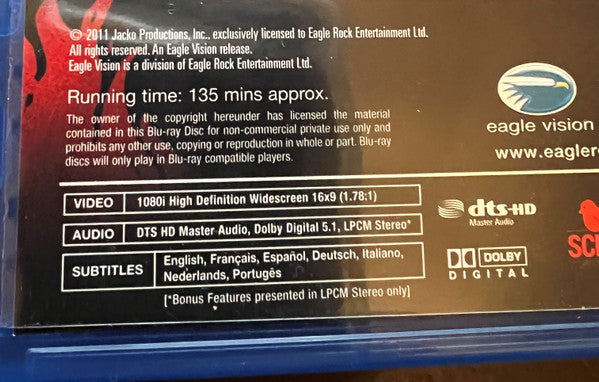 © 2011 Jacko Productions, Inc., exclusively licensed to Eagle Rock Entertainment Ltd.
All rights reserved. An Eagle Vision release.
Eagle Vision is a division of Eagle Rock Entertainment Ltd.
Running time: 135 mins approx.
The owner of the copyright hereunder has licensed the material
contained in this Blu-ray Disc for non-commercial private use only and
prohibits any other use, copying or reproduction in whole or part. Blu-ray
discs will only play in Blu-ray compatible players.
eagle vision
www.eagler
VIDEO 1080i High Definition Widescreen 16x9 (1.78:1)
AUDIO DTS HD Master Audio, Dolby Digital 5.1, LPCM Stereo*
SUBTITLES English, Français, Español, Deutsch, Italiano,
Nederlands, Portugês
[*Bonus Features presented in LPCM Stereo only]
dts-HD
Master Audio
DOLBY
DIGITAL